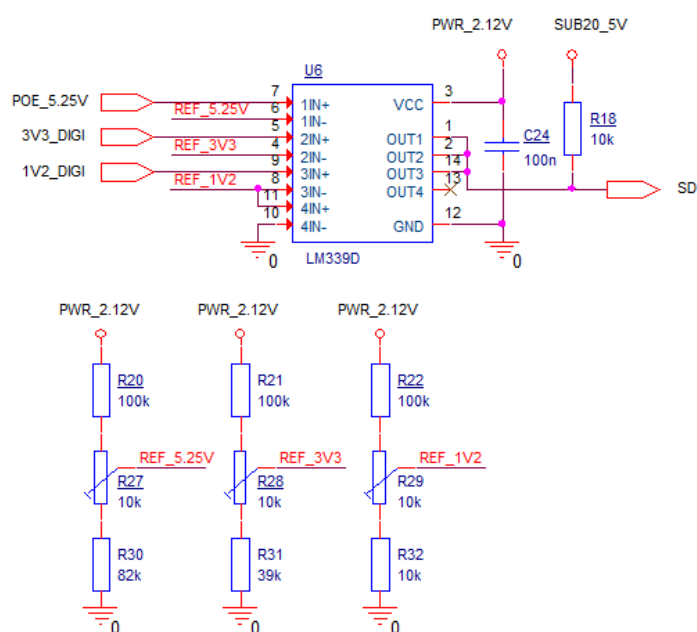 PWR_2.12V SUB20_5V
U6
POE_5.25V 7 1IN+ VCC 3
REF_5.25V 6 1IN-
3V3_DIGI 5 2IN+ OUT1 1 C24 R18
REF_3V3 4 2IN- OUT2 2 100n 10k
1V2_DIGI 9 3IN+ OUT3 14
REF_1V2 8 3IN- OUT4 13 SD
11 4IN+
10 4IN- GND 12
0 LM339D 0
PWR_2.12V PWR_2.12V PWR_2.12V
R20 R21 R22
100k 100k 100k
REF_5.25V REF_3V3 REF_1V2
R27 R28 R29
10k 10k 10k
R30 R31 R32
82k 39k 10k
0 0 0